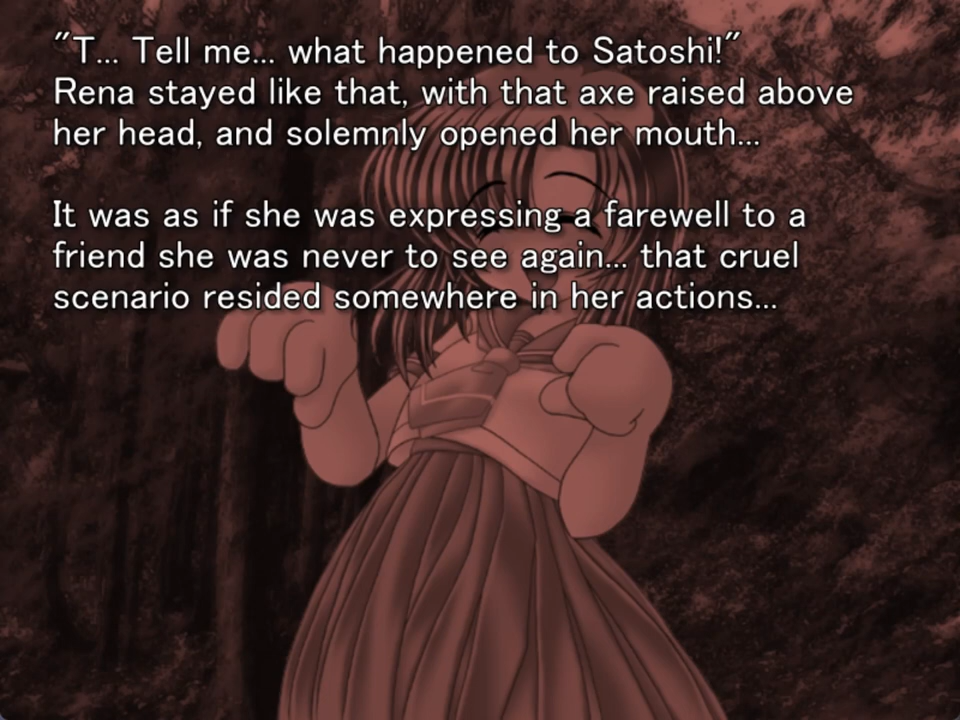 "T... Tell me... what happened to Satoshi!"
Rena stayed like that, with that axe raised above
her head, and solemnly opened her mouth...
It was as if she was expressing a farewell to a
friend she was never to see again... that cruel
scenario resided somewhere in her actions...